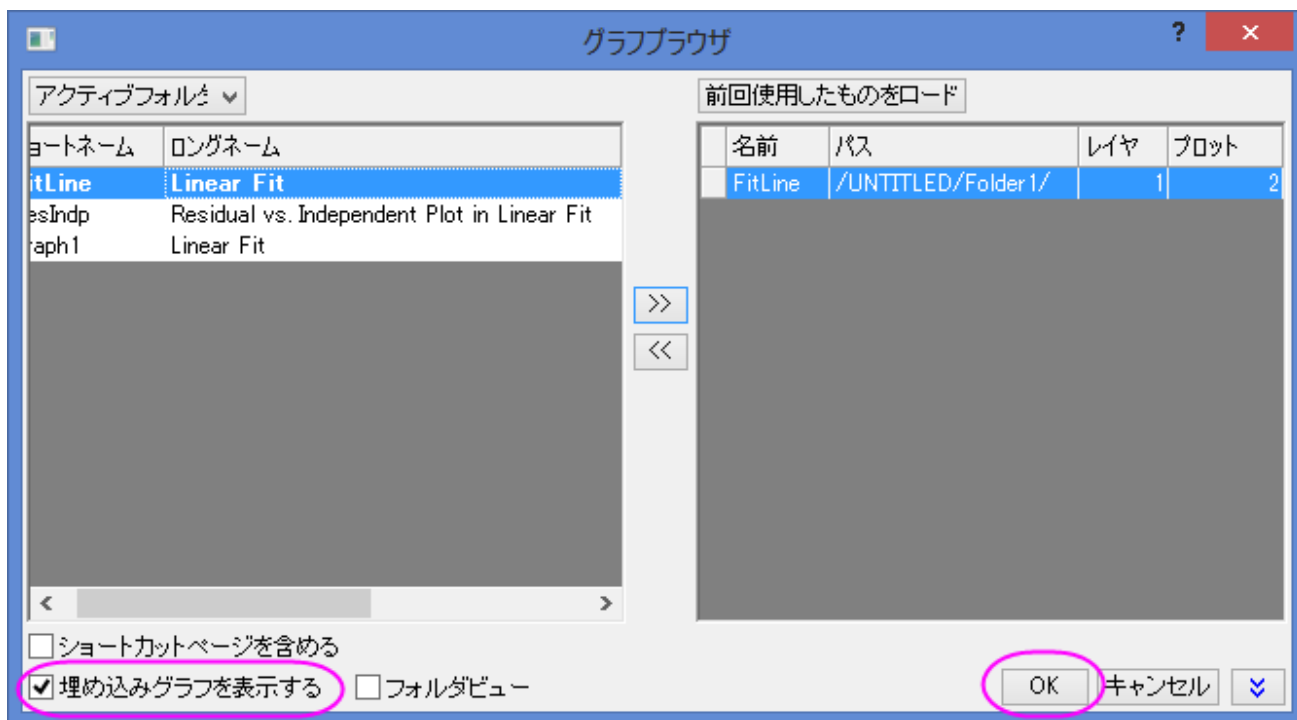 グラフブラウザ
?
×
アクティブフォルダ
前回使用したものをロード
ョートネーム ロングネーム
itLine Linear Fit
esIndp Residual vs. Independent Plot in Linear Fit
raph1 Linear Fit
>>
<<
名前 パス レイヤ プロット
FitLine /UNTITLED/Folder1/ 1 2
ショートカットページを含める
埋め込みグラフを表示する フォルダビュー
OK キャンセル